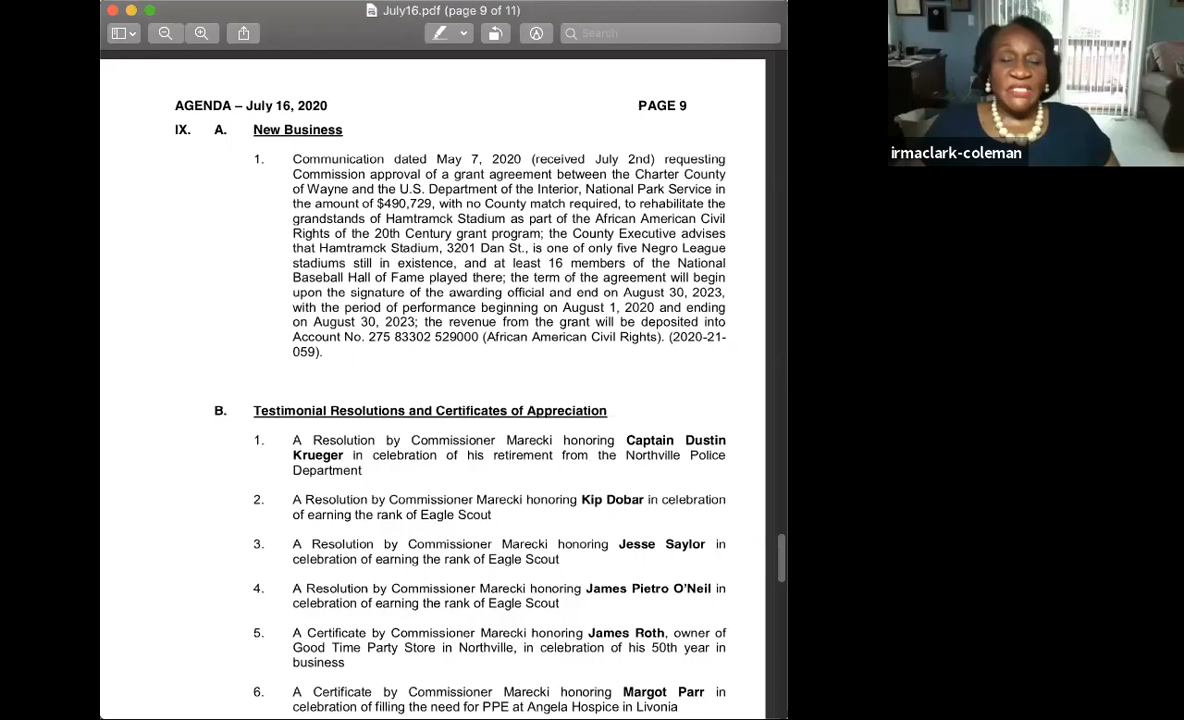 July16.pdf (page 9 of 11)
Search
AGENDA – July 16, 2020 PAGE 9
IX. A. New Business
1. Communication dated May 7, 2020 (received July 2nd) requesting
Commission approval of a grant agreement between the Charter County
of Wayne and the U.S. Department of the Interior, National Park Service in
the amount of $490,729, with no County match required, to rehabilitate the
grandstands of Hamtramck Stadium as part of the African American Civil
Rights of the 20th Century grant program; the County Executive advises
that Hamtramck Stadium, 3201 Dan St., is one of only five Negro League
stadiums still in existence, and at least 16 members of the National
Baseball Hall of Fame played there; the term of the agreement will begin
upon the signature of the awarding official and end on August 30, 2023,
with the period of performance beginning on August 1, 2020 and ending
on August 30, 2023; the revenue from the grant will be deposited into
Account No. 275 83302 529000 (African American Civil Rights). (2020-21-
059).
B. Testimonial Resolutions and Certificates of Appreciation
1. A Resolution by Commissioner Marecki honoring Captain Dustin
Krueger in celebration of his retirement from the Northville Police
Department
2. A Resolution by Commissioner Marecki honoring Kip Dobar in celebration
of earning the rank of Eagle Scout
3. A Resolution by Commissioner Marecki honoring Jesse Saylor in
celebration of earning the rank of Eagle Scout
4. A Resolution by Commissioner Marecki honoring James Pietro O'Neil in
celebration of earning the rank of Eagle Scout
5. A Certificate by Commissioner Marecki honoring James Roth, owner of
Good Time Party Store in Northville, in celebration of his 50th year in
business
6. A Certificate by Commissioner Marecki honoring Margot Parr in
celebration of filling the need for PPE at Angela Hospice in Livonia
irmaclark-coleman